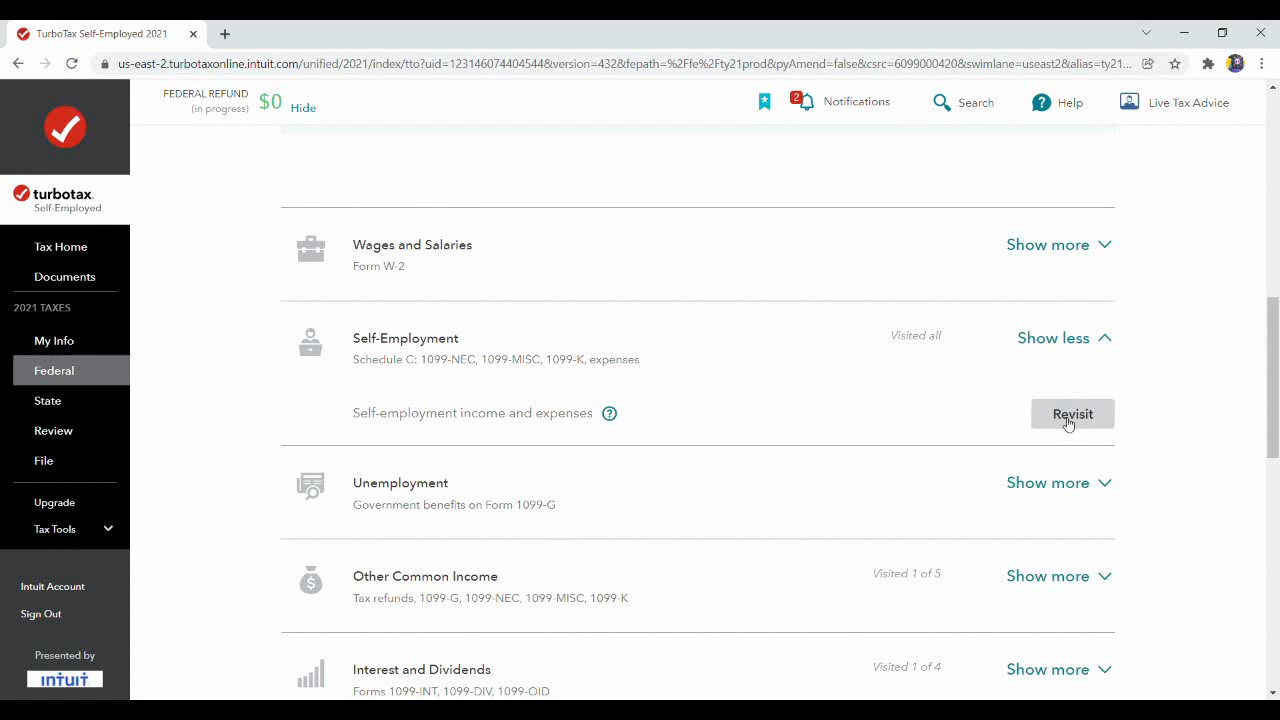 TurboTax Self-Employed 2021
us-east-2.turbotaxonline.intuit.com/unified/2021/index/tto?uid=123146074404544&version=432&fepath=%2Ffe%2Fty21prod&pyAmend=false&csrc=6099000420&swimlane=useast2&alias=ty21...
FEDERAL REFUND
(in progress)
$0
Hide
2
Notifications
Search
Help
Live Tax Advice
turbotax.
Self-Employed
Tax Home
Documents
2021 TAXES
My Info
Federal
State
Review
File
Upgrade
Tax Tools
Intuit Account
Sign Out
Presented by
intuit
Wages and Salaries
Form W-2
Show more
Self-Employment
Schedule C: 1099-NEC, 1099-MISC, 1099-K, expenses
Visited all
Show less
Self-employment income and expenses ?
Revisit
Unemployment
Government benefits on Form 1099-G
Show more
Other Common Income
Tax refunds, 1099-G, 1099-NEC, 1099-MISC, 1099-K
Visited 1 of 5
Show more
Interest and Dividends
Forms 1099-INT, 1099-DIV, 1099-OID
Visited 1 of 4
Show more